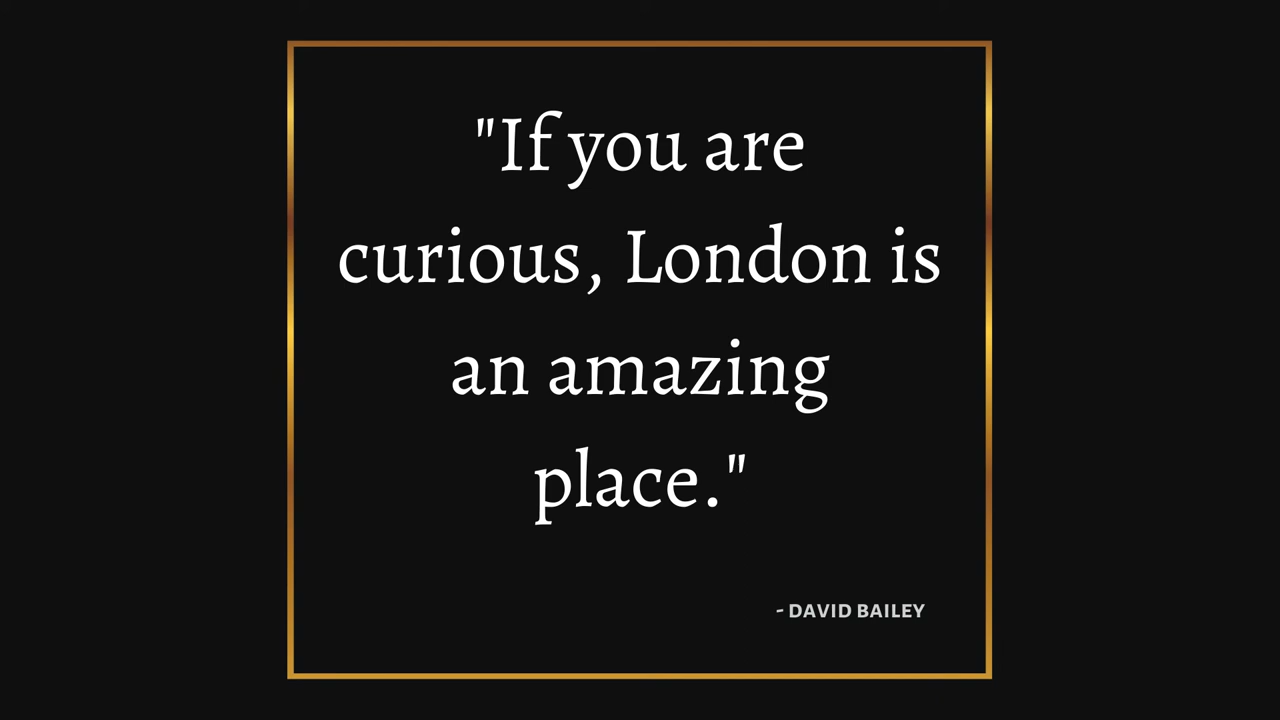 "If you are
curious, London is
an amazing
place."
- DAVID BAILEY